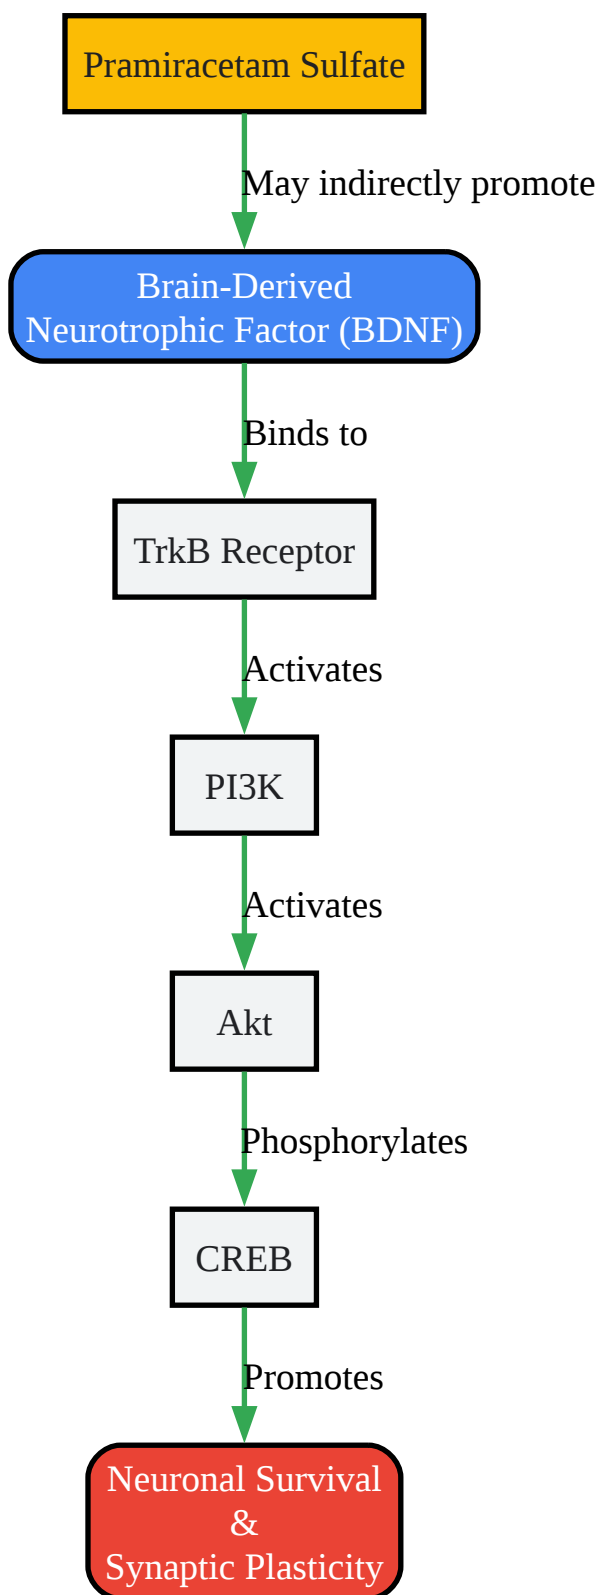 Pramiracetam Sulfate
May indirectly promote
Brain-Derived
Neurotrophic Factor (BDNF)
Binds to
TrkB Receptor
Activates
PI3K
Activates
Akt
Phosphorylates
CREB
Promotes
Neuronal Survival
&
Synaptic Plasticity